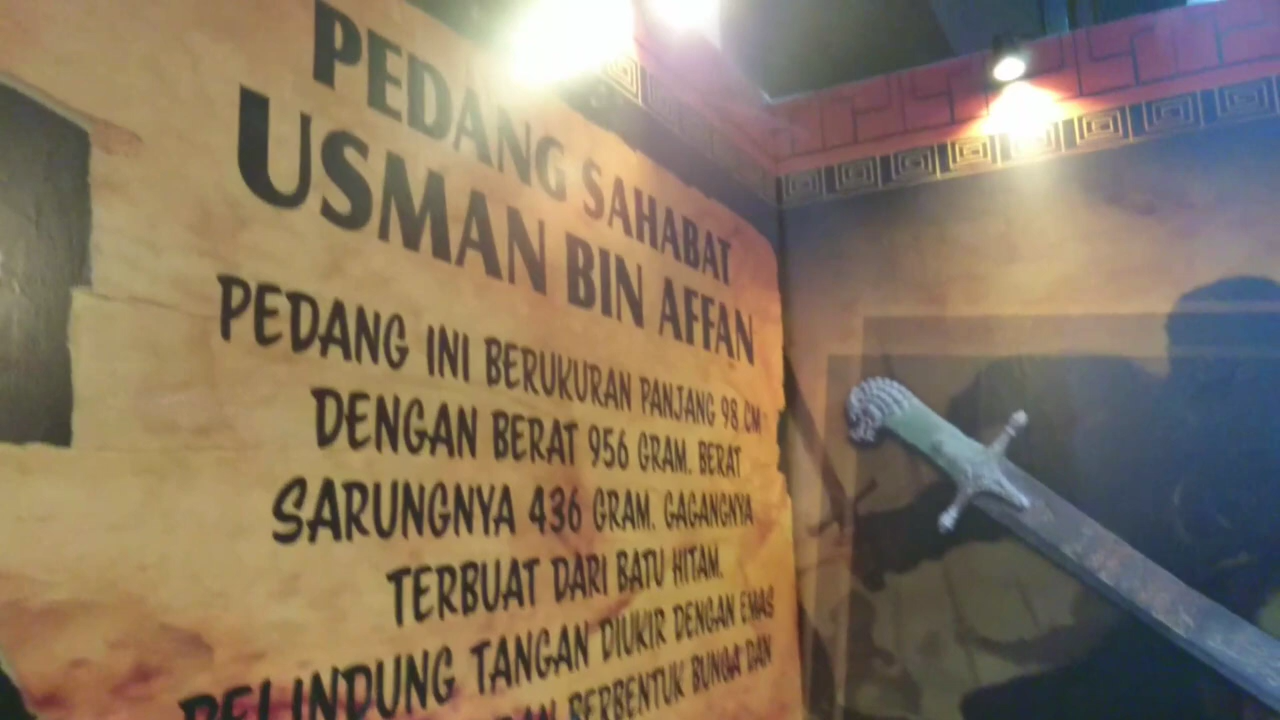 PEDANG SAHABAT
USMAN BIN AFFAN
PEDANG INI BERUKURAN PANJANG 98 CM
DENGAN BERAT 956 GRAM. BERAT
SARUNGNYA 436 GRAM. GAGANGNYA
TERBUAT DARI BATU HITAM.
PELINDUNG TANGAN DIUKIR DENGAN EMAS
BERBENTUK BUNGA DAN